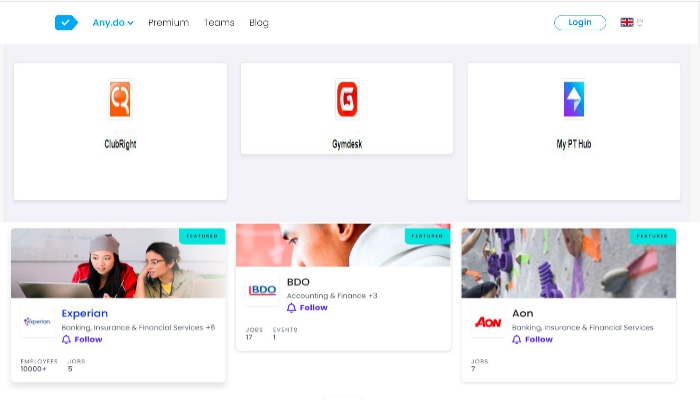 Any.do Premium Teams Blog Login EN
ClubRight Gymdesk My PT Hub
FEATURED FEATURED FEATURED
Experian
Experian
Banking, Insurance & Financial Services +6
Follow
EMPLOYEES JOBS
10000+ 5
BDO
BDO
Accounting & Finance +3
Follow
JOBS EVENTS
17 1
AON
Aon
Banking, Insurance & Financial Services
Follow
JOBS
7